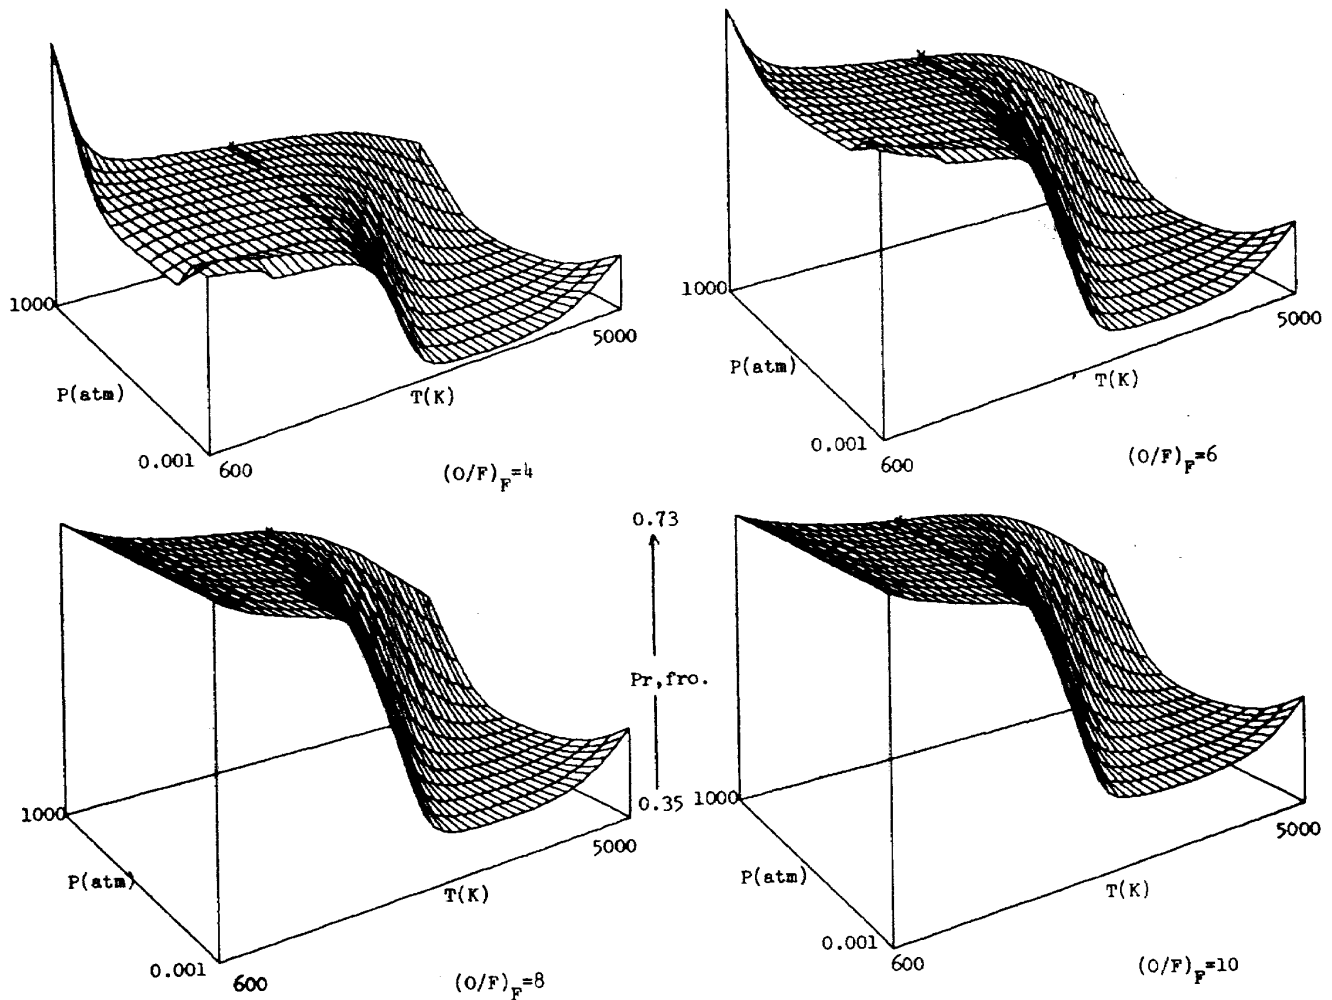 1000
P(atm)
0.001
600
T(K)
5000
(O/F)F=4
1000
P(atm)
0.001
600
T(K)
5000
(O/F)F=6
0.73
Pr,fro.
0.35
1000
P(atm)
0.001
600
T(K)
5000
(O/F)F=8
1000
P(atm)
0.001
600
T(K)
5000
(O/F)F=10